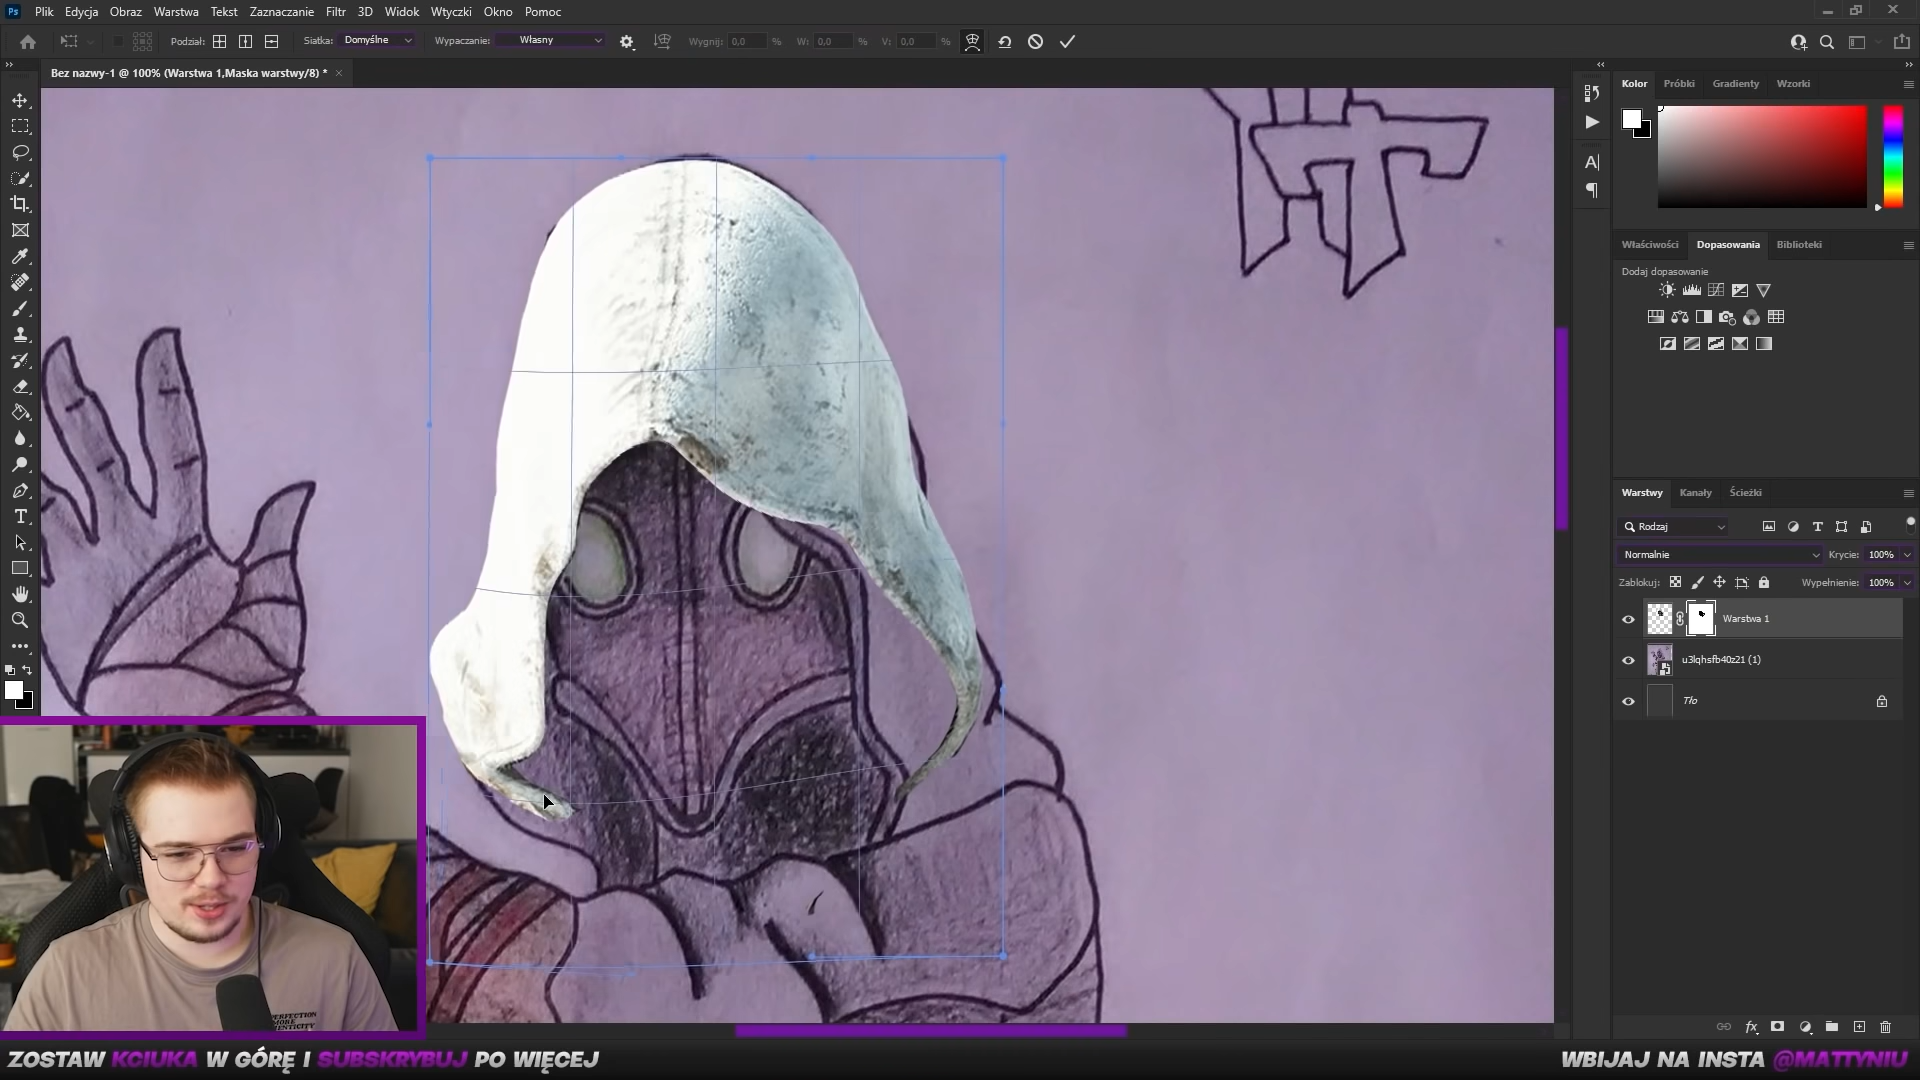 Ps Plik Edycja Obraz Warstwa Tekst Zaznaczanie Filtr 3D Widok Wtyczki Okno Pomoc
Podział: Siatka: Domyślne Wypaczanie: Własny Wygnij: 0,0 % W: 0,0 % V: 0,0 %
Bez nazwy-1 @ 100% (Warstwa 1,Maska warstwy/8) *
Kolor Próbki Gradienty Wzorki
Właściwości Dopasowania Biblioteki
Dodaj dopasowanie
Warstwy Kanały Ścieżki
Rodzaj
Normalnie Krycie: 100%
Zablokuj: Wypełnienie: 100%
Warstwa 1
u3lqhsfb40z21 (1)
Tło
fx
PERFECTION
ZOSTAW KCIUKA W GÓRĘ I SUBSKRYBUJ PO WIĘCEJ
WBIJAJ NA INSTA @MATTYNIU